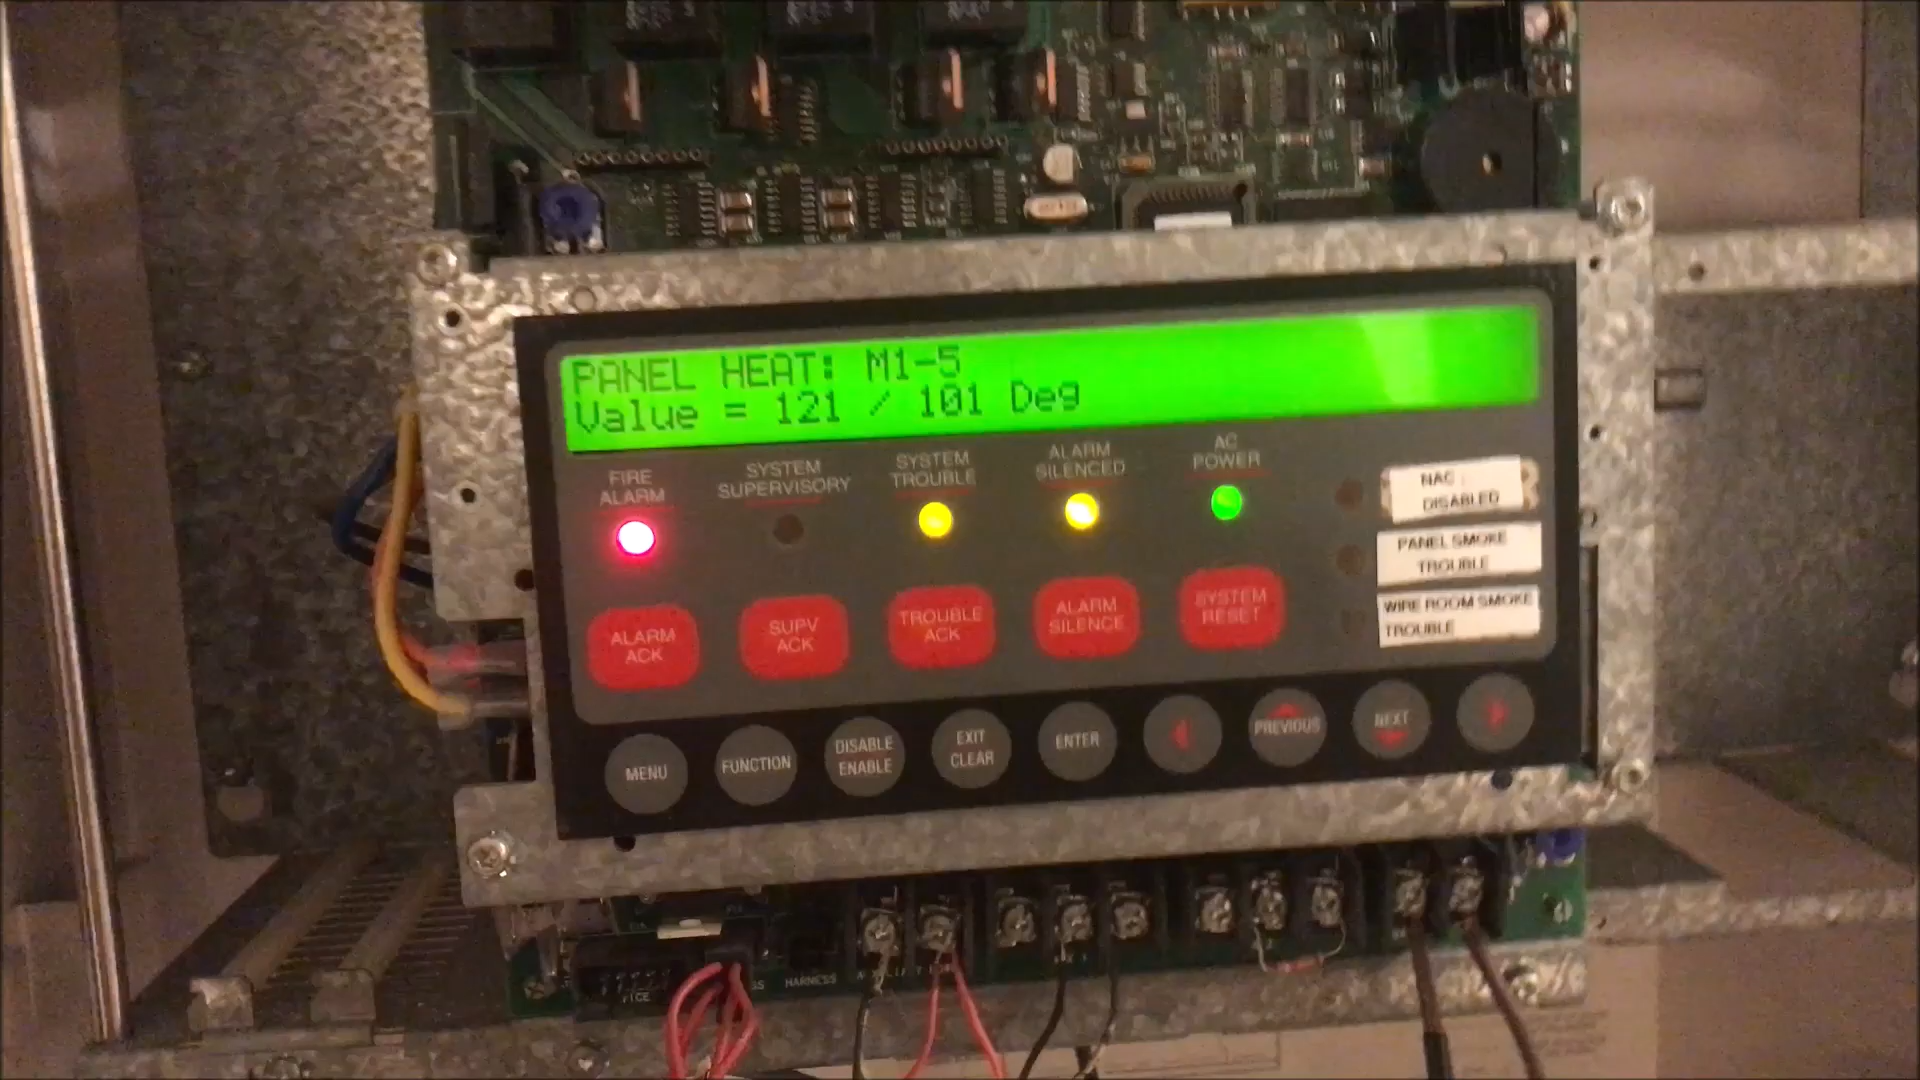 PANEL HEAT: M1-5
Value = 121 / 101 Deg
FIRE
ALARM
SYSTEM
SUPERVISORY
SYSTEM
TROUBLE
ALARM
SILENCED
AC
POWER
NAC
DISABLED
PANEL SMOKE
TROUBLE
WIRE ROOM SMOKE
TROUBLE
ALARM
ACK
SUPV
ACK
TROUBLE
ACK
ALARM
SILENCE
SYSTEM
RESET
MENU
FUNCTION
DISABLE
ENABLE
EXIT
CLEAR
ENTER
PREVIOUS
NEXT
HARNESS